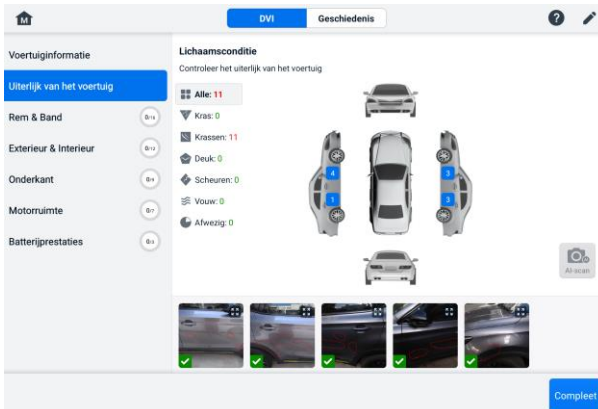 M
DVI
Geschiedenis
?
Voertuiginformatie
Uiterlijk van het voertuig
Rem & Band
Exterieur & Interieur
Onderkant
Motorruimte
0/7
Batterijprestaties
Lichaamsconditie
Controleer het uiterlijk van het voertuig
Alle: 11
Kras: 0
Krassen: 11
Deuk: 0
Scheuren: 0
Vouw: 0
Afwezig: 0
4
1
3
3
AI-scan
Compleet